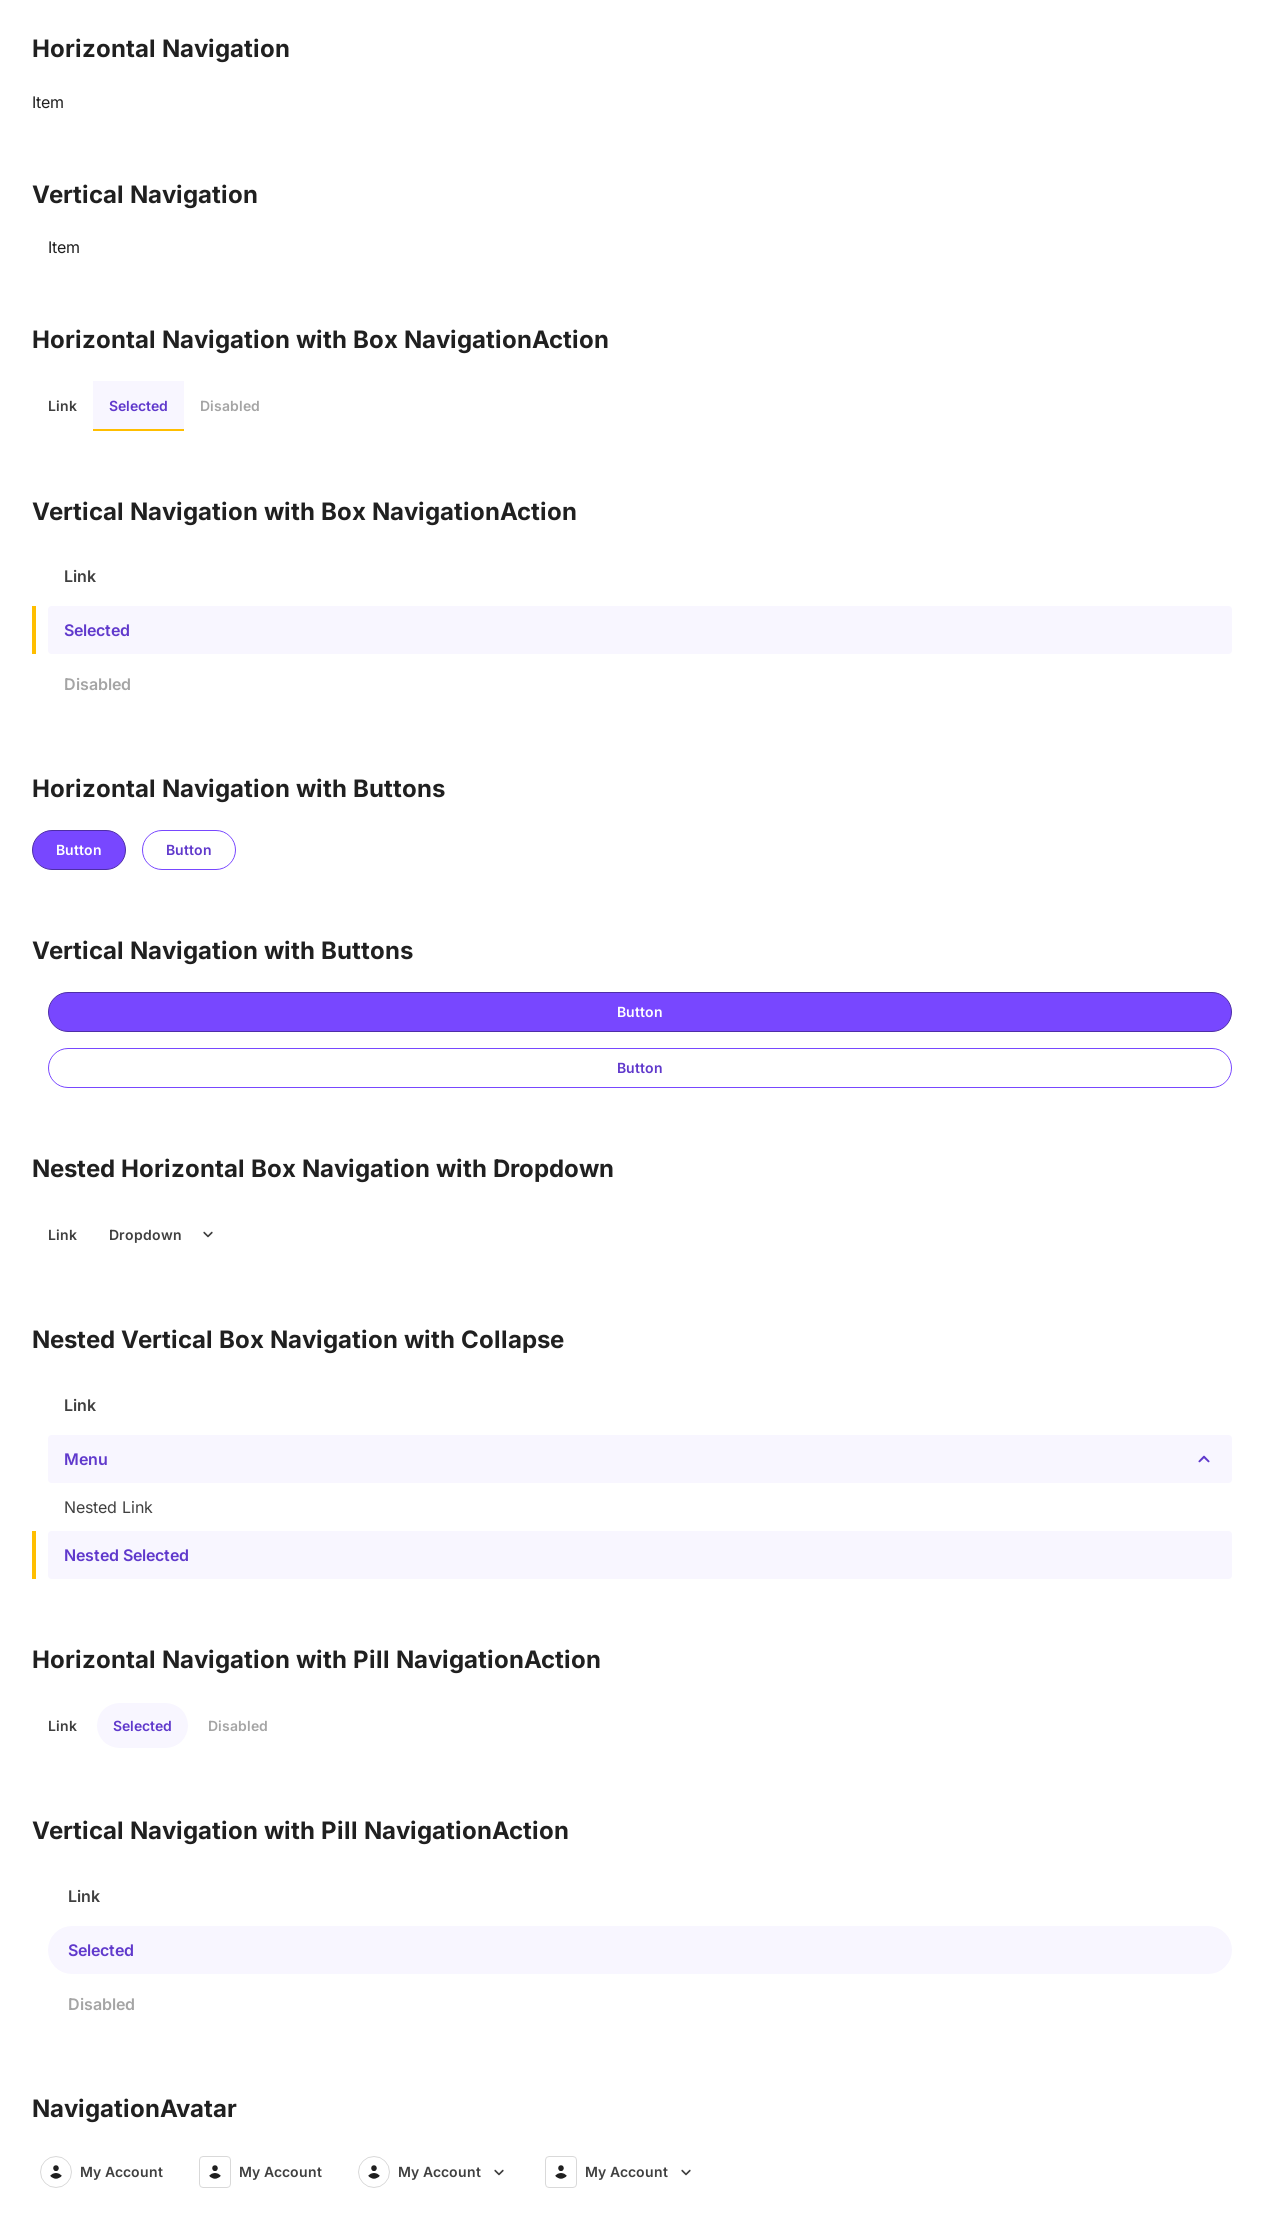 Horizontal Navigation
Item
Vertical Navigation
Item
Horizontal Navigation with Box NavigationAction
Link Selected Disabled
Vertical Navigation with Box NavigationAction
Link
Selected
Disabled
Horizontal Navigation with Buttons
Button Button
Vertical Navigation with Buttons
Button
Button
Nested Horizontal Box Navigation with Dropdown
Link Dropdown
Nested Vertical Box Navigation with Collapse
Link
Menu
Nested Link
Nested Selected
Horizontal Navigation with Pill NavigationAction
Link Selected Disabled
Vertical Navigation with Pill NavigationAction
Link
Selected
Disabled
NavigationAvatar
My Account My Account My Account My Account